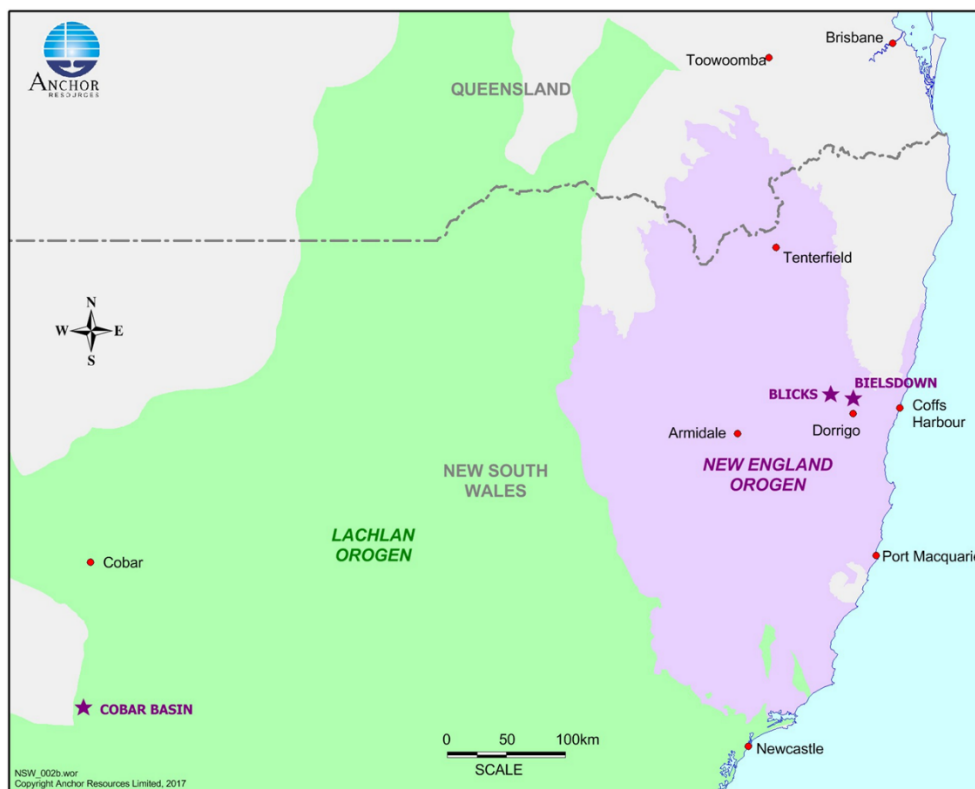 ANCHOR
RESOURCES
Brisbane
Toowoomba
QUEENSLAND
Tenterfield
N
W E
S
BLICKS
BIELSDOWN
Coffs
Harbour
Dorrigo
Armidale
NEW ENGLAND
OROGEN
NEW SOUTH
WALES
LACHLAN
OROGEN
Cobar
Port Macquarie
COBAR BASIN
0 50 100km
SCALE
Newcastle
NSW_002b.wor
Copyright Anchor Resources Limited, 2017